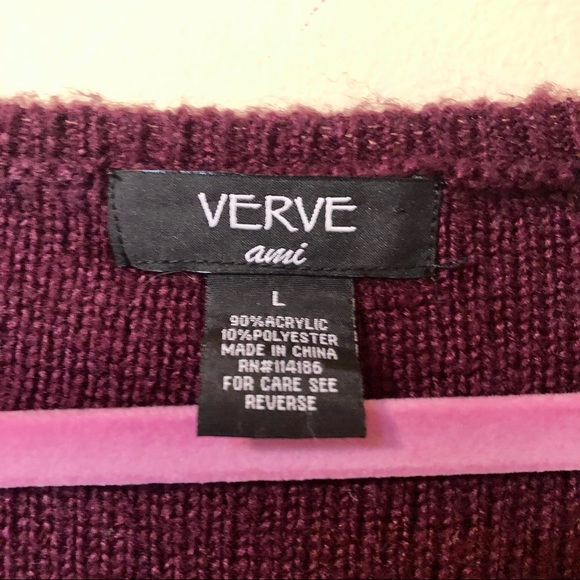 VERVE
ami
L
90%ACRYLIC
10%POLYESTER
MADE IN CHINA
RN#114186
FOR CARE SEE
REVERSE